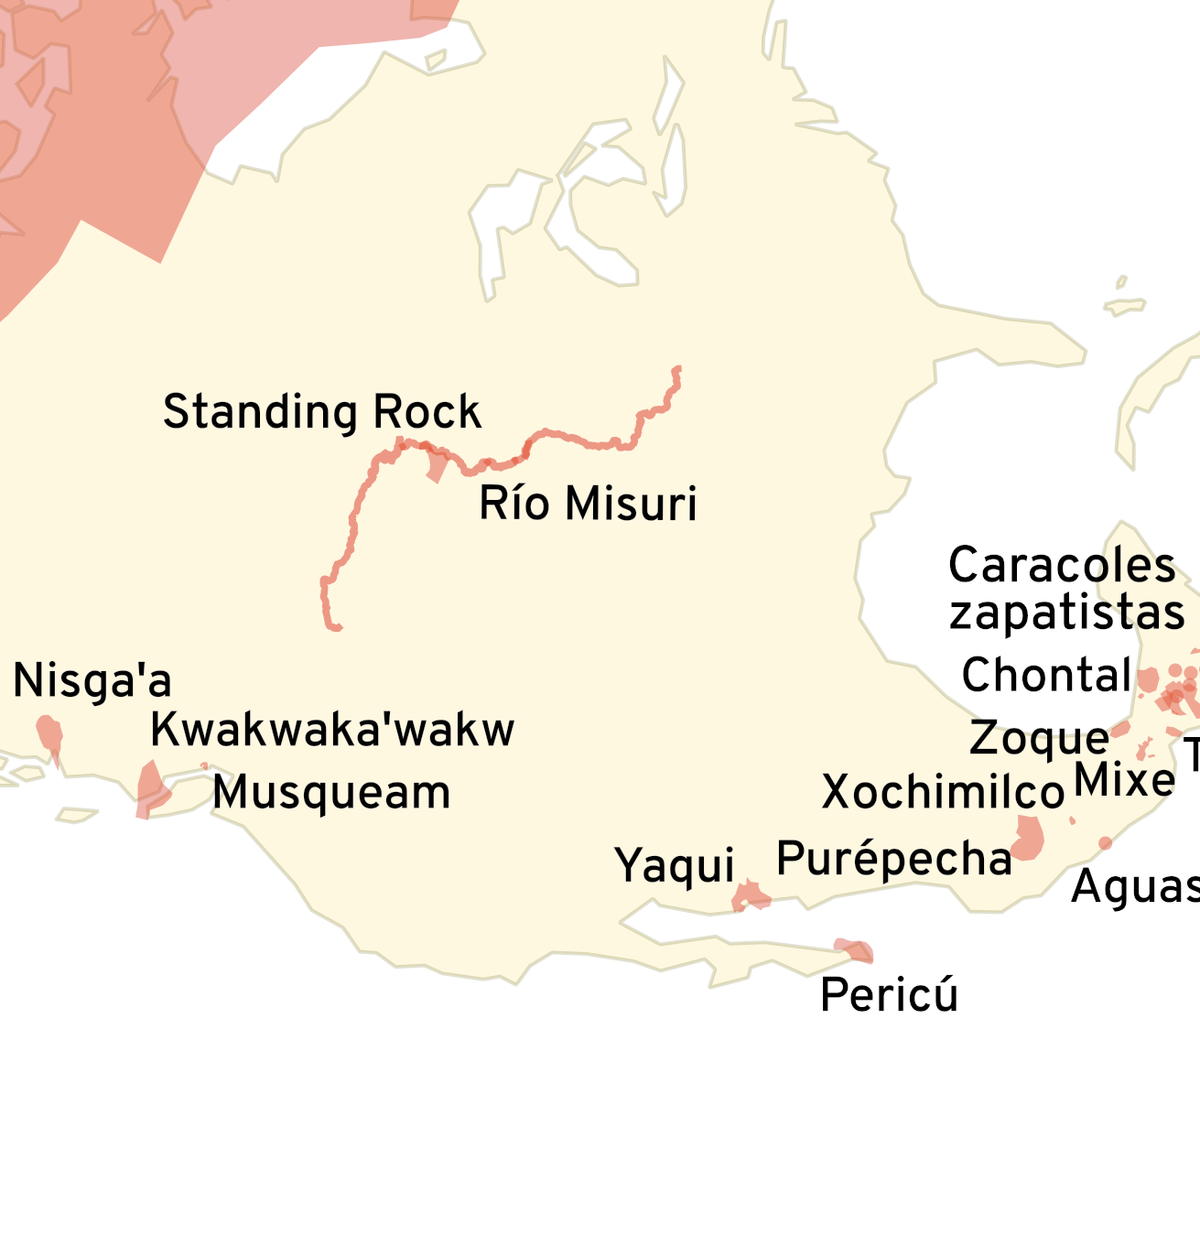 Standing Rock
Río Misuri
Caracoles
zapatistas
Nisga'a
Chontal
Kwakwaka'wakw
Zoque
T
Musqueam
Xochimilco
Mixe
Yaqui
Purépecha
Aguas
Pericú